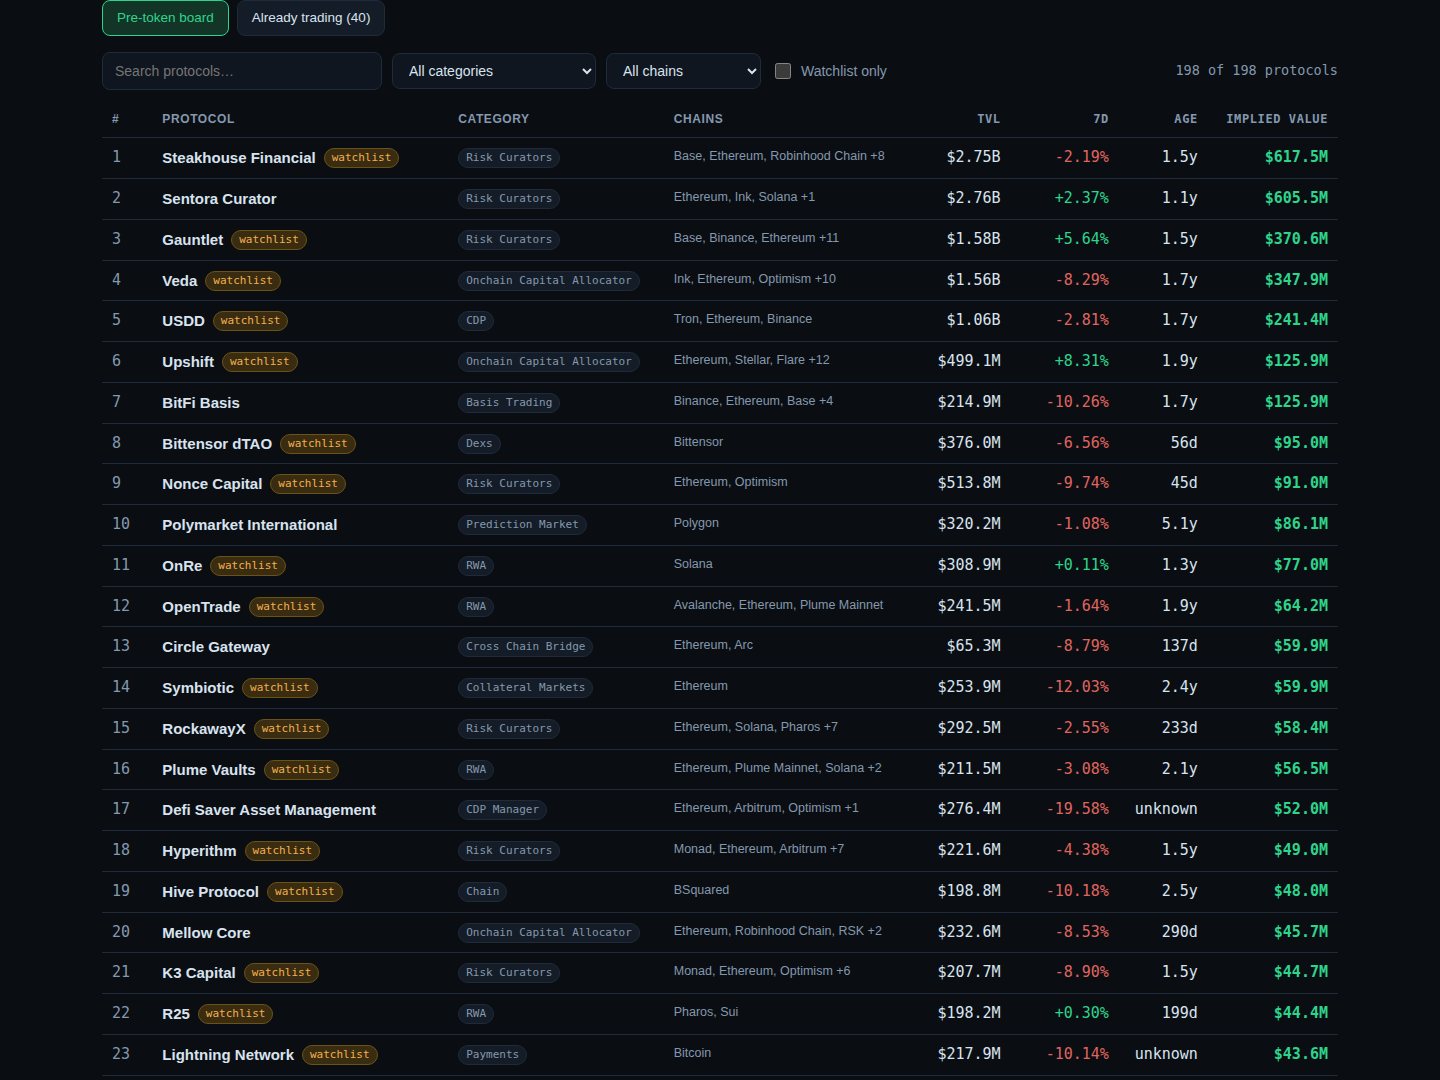 Pre-token board Already trading (40)
Search protocols… All categories All chains Watchlist only 198 of 198 protocols
# PROTOCOL CATEGORY CHAINS TVL 7D AGE IMPLIED VALUE
1 Steakhouse Financial watchlist Risk Curators Base, Ethereum, Robinhood Chain +8 $2.75B -2.19% 1.5y $617.5M
2 Sentora Curator Risk Curators Ethereum, Ink, Solana +1 $2.76B +2.37% 1.1y $605.5M
3 Gauntlet watchlist Risk Curators Base, Binance, Ethereum +11 $1.58B +5.64% 1.5y $370.6M
4 Veda watchlist Onchain Capital Allocator Ink, Ethereum, Optimism +10 $1.56B -8.29% 1.7y $347.9M
5 USDD watchlist CDP Tron, Ethereum, Binance $1.06B -2.81% 1.7y $241.4M
6 Upshift watchlist Onchain Capital Allocator Ethereum, Stellar, Flare +12 $499.1M +8.31% 1.9y $125.9M
7 BitFi Basis Basis Trading Binance, Ethereum, Base +4 $214.9M -10.26% 1.7y $125.9M
8 Bittensor dTAO watchlist Dexs Bittensor $376.0M -6.56% 56d $95.0M
9 Nonce Capital watchlist Risk Curators Ethereum, Optimism $513.8M -9.74% 45d $91.0M
10 Polymarket International Prediction Market Polygon $320.2M -1.08% 5.1y $86.1M
11 OnRe watchlist RWA Solana $308.9M +0.11% 1.3y $77.0M
12 OpenTrade watchlist RWA Avalanche, Ethereum, Plume Mainnet $241.5M -1.64% 1.9y $64.2M
13 Circle Gateway Cross Chain Bridge Ethereum, Arc $65.3M -8.79% 137d $59.9M
14 Symbiotic watchlist Collateral Markets Ethereum $253.9M -12.03% 2.4y $59.9M
15 RockawayX watchlist Risk Curators Ethereum, Solana, Pharos +7 $292.5M -2.55% 233d $58.4M
16 Plume Vaults watchlist RWA Ethereum, Plume Mainnet, Solana +2 $211.5M -3.08% 2.1y $56.5M
17 Defi Saver Asset Management CDP Manager Ethereum, Arbitrum, Optimism +1 $276.4M -19.58% unknown $52.0M
18 Hyperithm watchlist Risk Curators Monad, Ethereum, Arbitrum +7 $221.6M -4.38% 1.5y $49.0M
19 Hive Protocol watchlist Chain BSquared $198.8M -10.18% 2.5y $48.0M
20 Mellow Core Onchain Capital Allocator Ethereum, Robinhood Chain, RSK +2 $232.6M -8.53% 290d $45.7M
21 K3 Capital watchlist Risk Curators Monad, Ethereum, Optimism +6 $207.7M -8.90% 1.5y $44.7M
22 R25 watchlist RWA Pharos, Sui $198.2M +0.30% 199d $44.4M
23 Lightning Network watchlist Payments Bitcoin $217.9M -10.14% unknown $43.6M